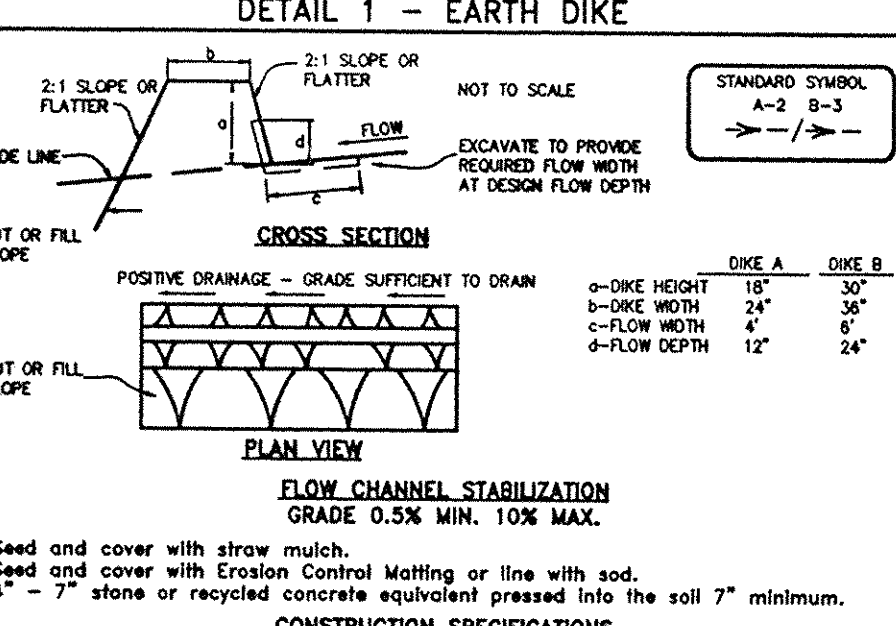 DETAIL 1 – EARTH DIKE
b
2:1 SLOPE OR
FLATTER
2:1 SLOPE OR
FLATTER
NOT TO SCALE
STANDARD SYMBOL
A-2 B-3
a
d
FLOW
DE LINE
EXCAVATE TO PROVIDE
REQUIRED FLOW WIDTH
AT DESIGN FLOW DEPTH
c
UT OR FILL
OPE
CROSS SECTION
POSITIVE DRAINAGE – GRADE SUFFICIENT TO DRAIN
DIKE A DIKE B
a-DIKE HEIGHT 18" 30"
b-DIKE WIDTH 24" 36"
c-FLOW WIDTH 4' 6'
d-FLOW DEPTH 12" 24"
UT OR FILL
OPE
PLAN VIEW
FLOW CHANNEL STABILIZATION
GRADE 0.5% MIN. 10% MAX.
Seed and cover with straw mulch.
Seed and cover with Erosion Control Matting or line with sod.
4" – 7" stone or recycled concrete equivalent pressed into the soil 7" minimum.
CONSTRUCTION SPECIFICATIONS